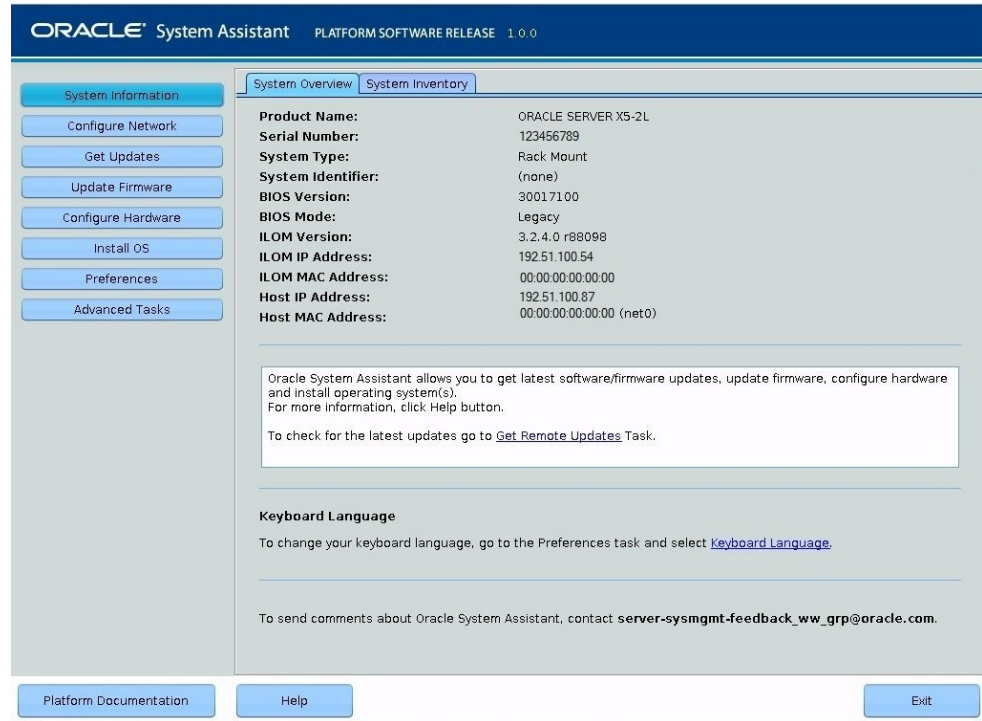 ORACLE® System Assistant PLATFORM SOFTWARE RELEASE 1.0.0
System Information
Configure Network
Get Updates
Update Firmware
Configure Hardware
Install OS
Preferences
Advanced Tasks
System Overview System Inventory
Product Name: ORACLE SERVER X5-2L
Serial Number: 123456789
System Type: Rack Mount
System Identifier: (none)
BIOS Version: 30017100
BIOS Mode: Legacy
ILOM Version: 3.2.4.0 r88098
ILOM IP Address: 192.51.100.54
ILOM MAC Address: 00:00:00:00:00:00
Host IP Address: 192.51.100.87
Host MAC Address: 00:00:00:00:00:00 (net0)
Oracle System Assistant allows you to get latest software/firmware updates, update firmware, configure hardware
and install operating system(s).
For more information, click Help button.
To check for the latest updates go to Get Remote Updates Task.
Keyboard Language
To change your keyboard language, go to the Preferences task and select Keyboard Language.
To send comments about Oracle System Assistant, contact server-sysmgmt-feedback_ww_grp@oracle.com.
Platform Documentation
Help
Exit